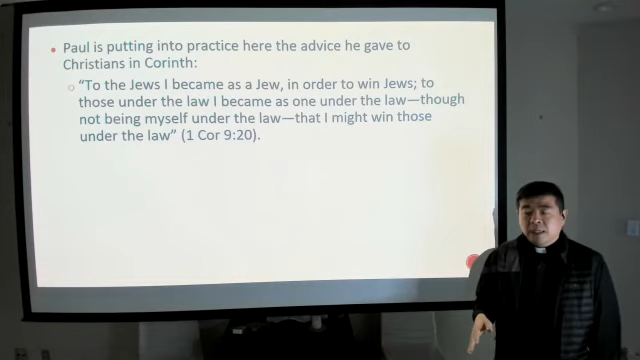 • Paul is putting into practice here the advice he gave to
Christians in Corinth:
○ “To the Jews I became as a Jew, in order to win Jews; to
those under the law I became as one under the law—though
not being myself under the law—that I might win those
under the law” (1 Cor 9:20).